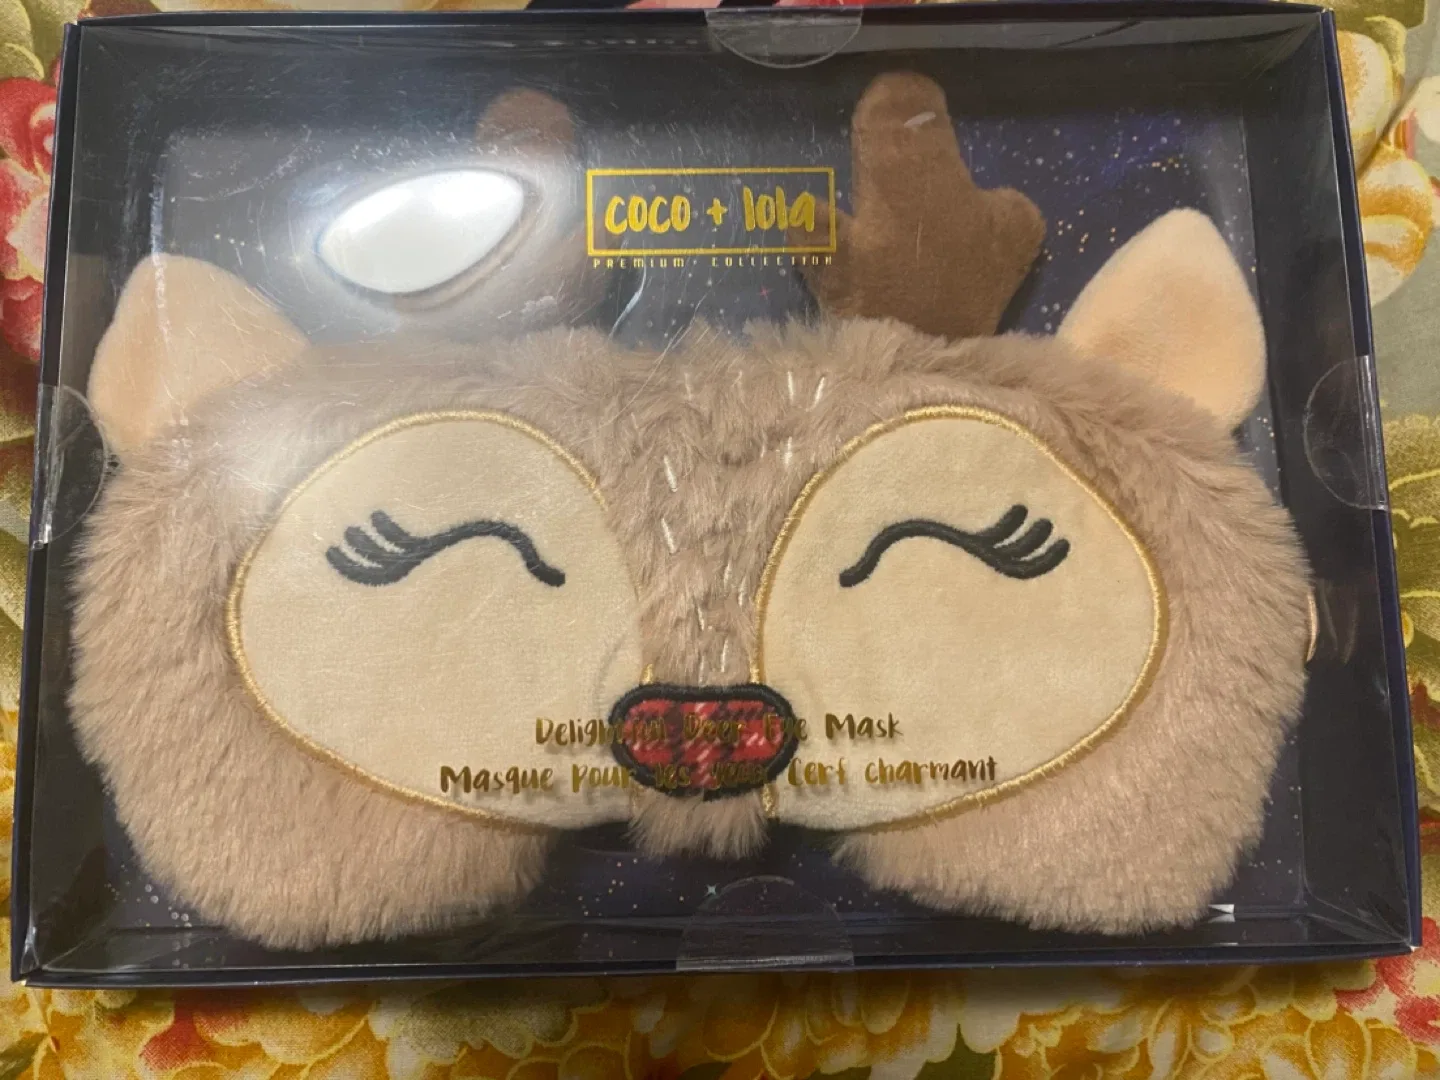 coco + lola
PREMIUM COLLECTION
Delightful Deer Eye Mask
Masque pour les yeux Cerf charmant